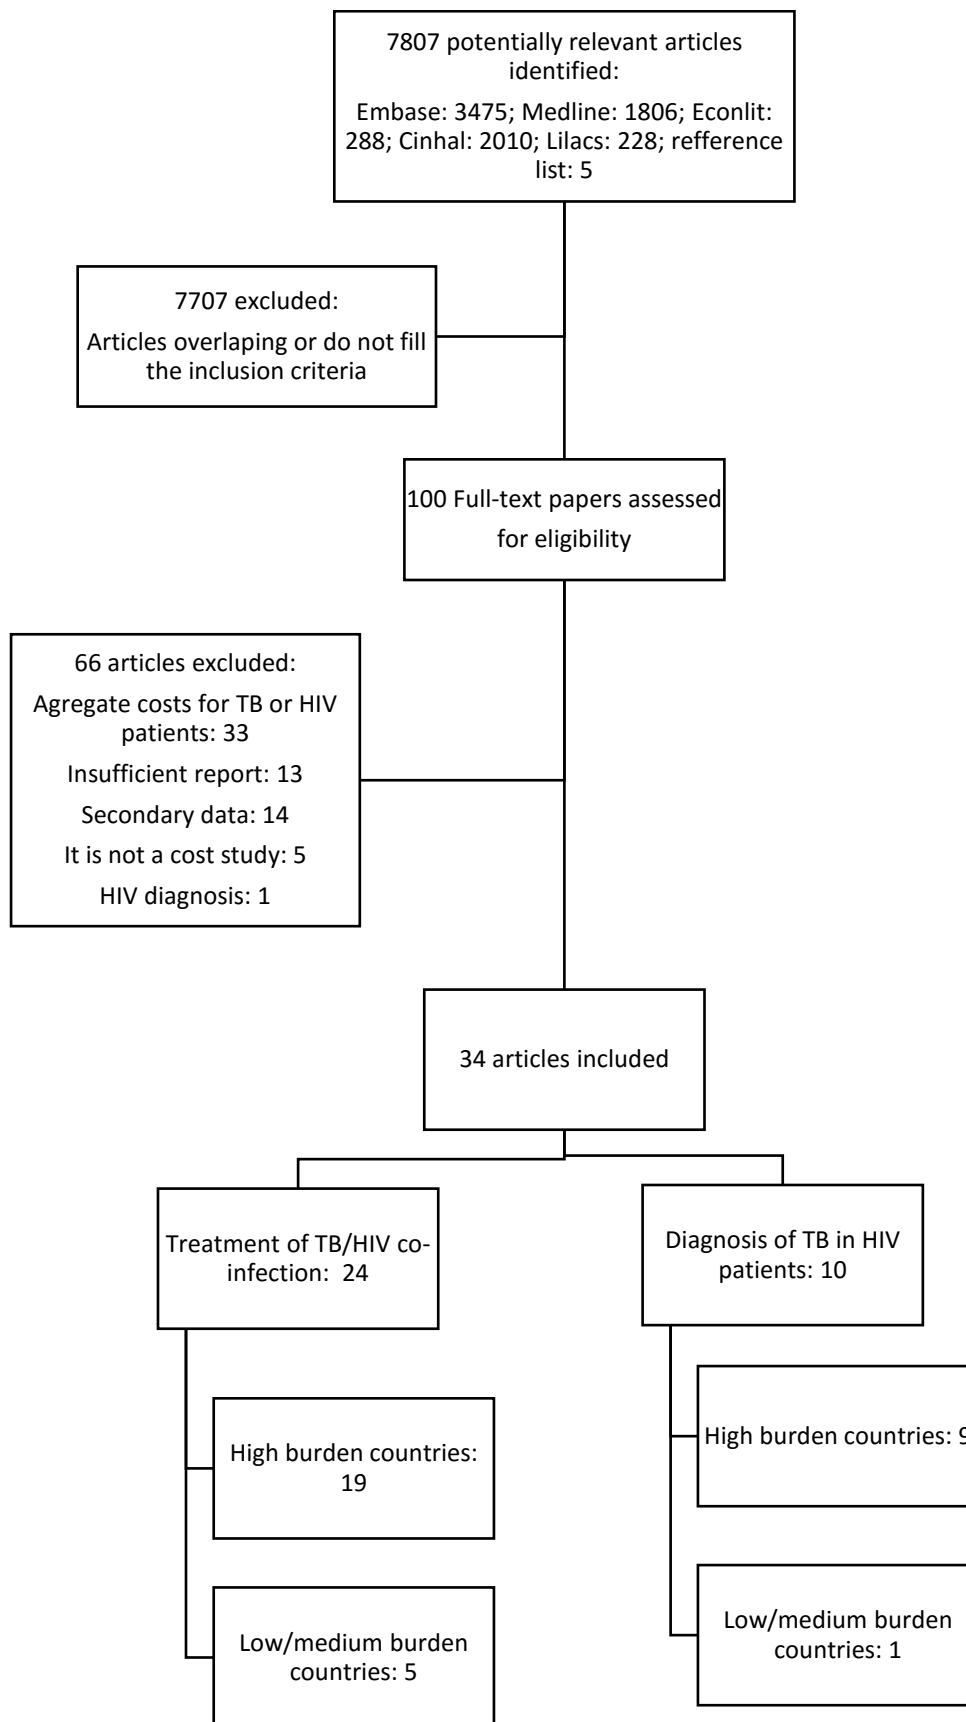 7807 potentially relevant articles
identified:
Embase: 3475; Medline: 1806; Econlit:
288; Cinhal: 2010; Lilacs: 228; refference
list: 5
7707 excluded:
Articles overlaping or do not fill
the inclusion criteria
100 Full-text papers assessed
for eligibility
66 articles excluded:
Agregate costs for TB or HIV
patients: 33
Insufficient report: 13
Secondary data: 14
It is not a cost study: 5
HIV diagnosis: 1
34 articles included
Treatment of TB/HIV co-
infection: 24
Diagnosis of TB in HIV
patients: 10
High burden countries:
19
High burden countries: 9
Low/medium burden
countries: 5
Low/medium burden
countries: 1